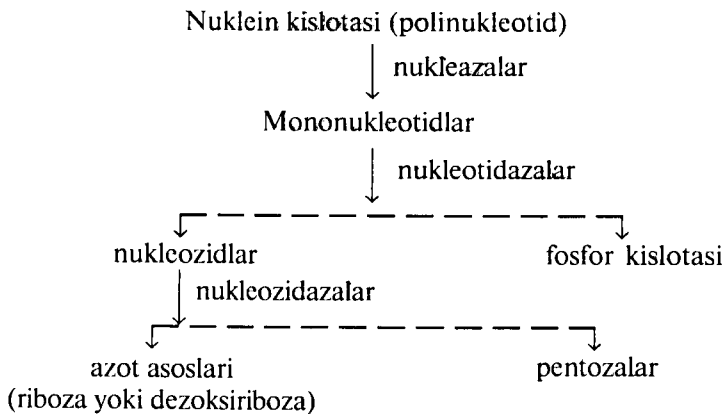 Nuklein kislotasi (polinukleotid)
nukleazalar
Mononukleotidlar
nukleotidazalar
nukleozidlar
fosfor kislotasi
nukleozidazalar
azot asoslari
pentozalar
(riboza yoki dezoksiriboza)